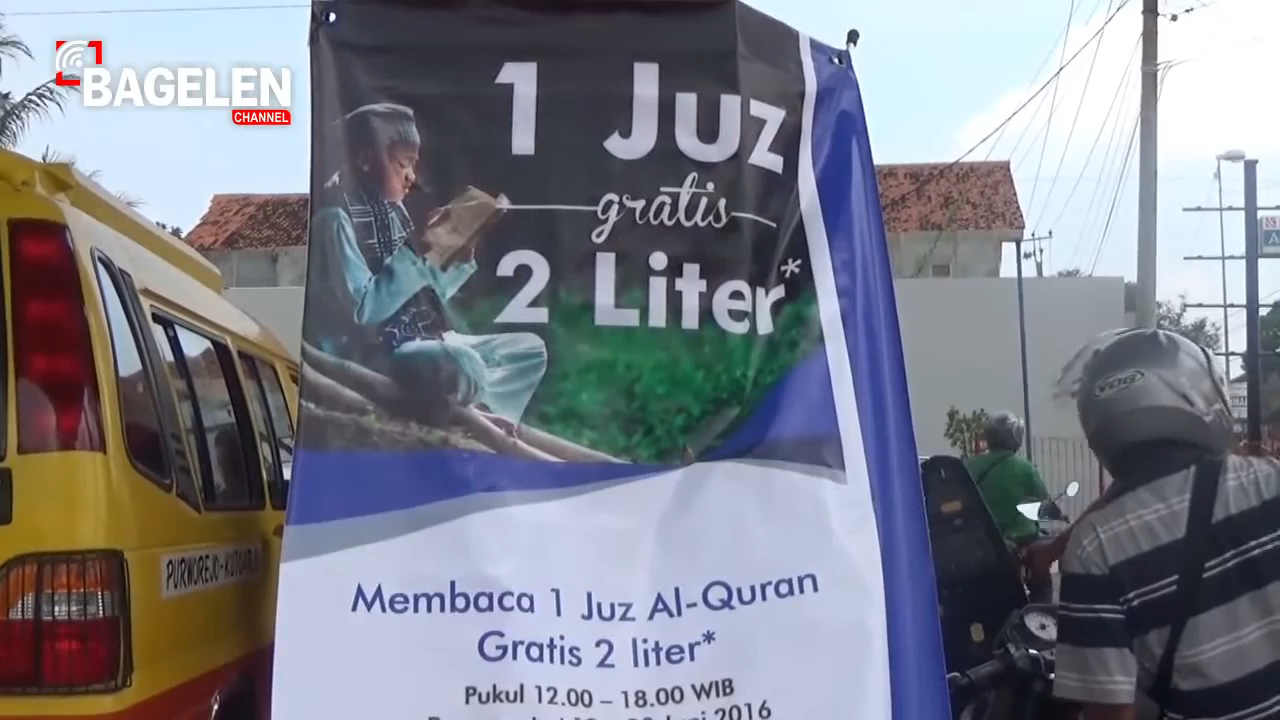 BAGELEN
CHANNEL
1 Juz
gratis
2 Liter*
Membaca 1 Juz Al-Quran
Gratis 2 liter*
Pukul 12.00 – 18.00 WIB
2016
PURWOREJO-KUTOARJO
VOG